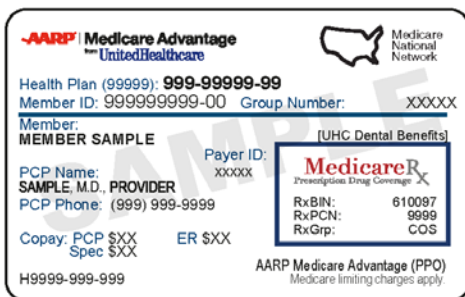 AARP | Medicare Advantage
from UnitedHealthcare
Medicare
National
Network
Health Plan (99999): 999-99999-99
Member ID: 999999999-00 Group Number: XXXXX
Member:
MEMBER SAMPLE
[UHC Dental Benefits]
Payer ID:
XXXXX
PCP Name:
SAMPLE, M.D., PROVIDER
PCP Phone: (999) 999-9999
MedicareRx
Prescription Drug Coverage
RxBIN: 610097
RxPCN: 9999
RxGrp: COS
Copay: PCP $XX ER $XX
Spec $XX
H9999-999-999
AARP Medicare Advantage (PPO)
Medicare limiting charges apply.
SAMPLE